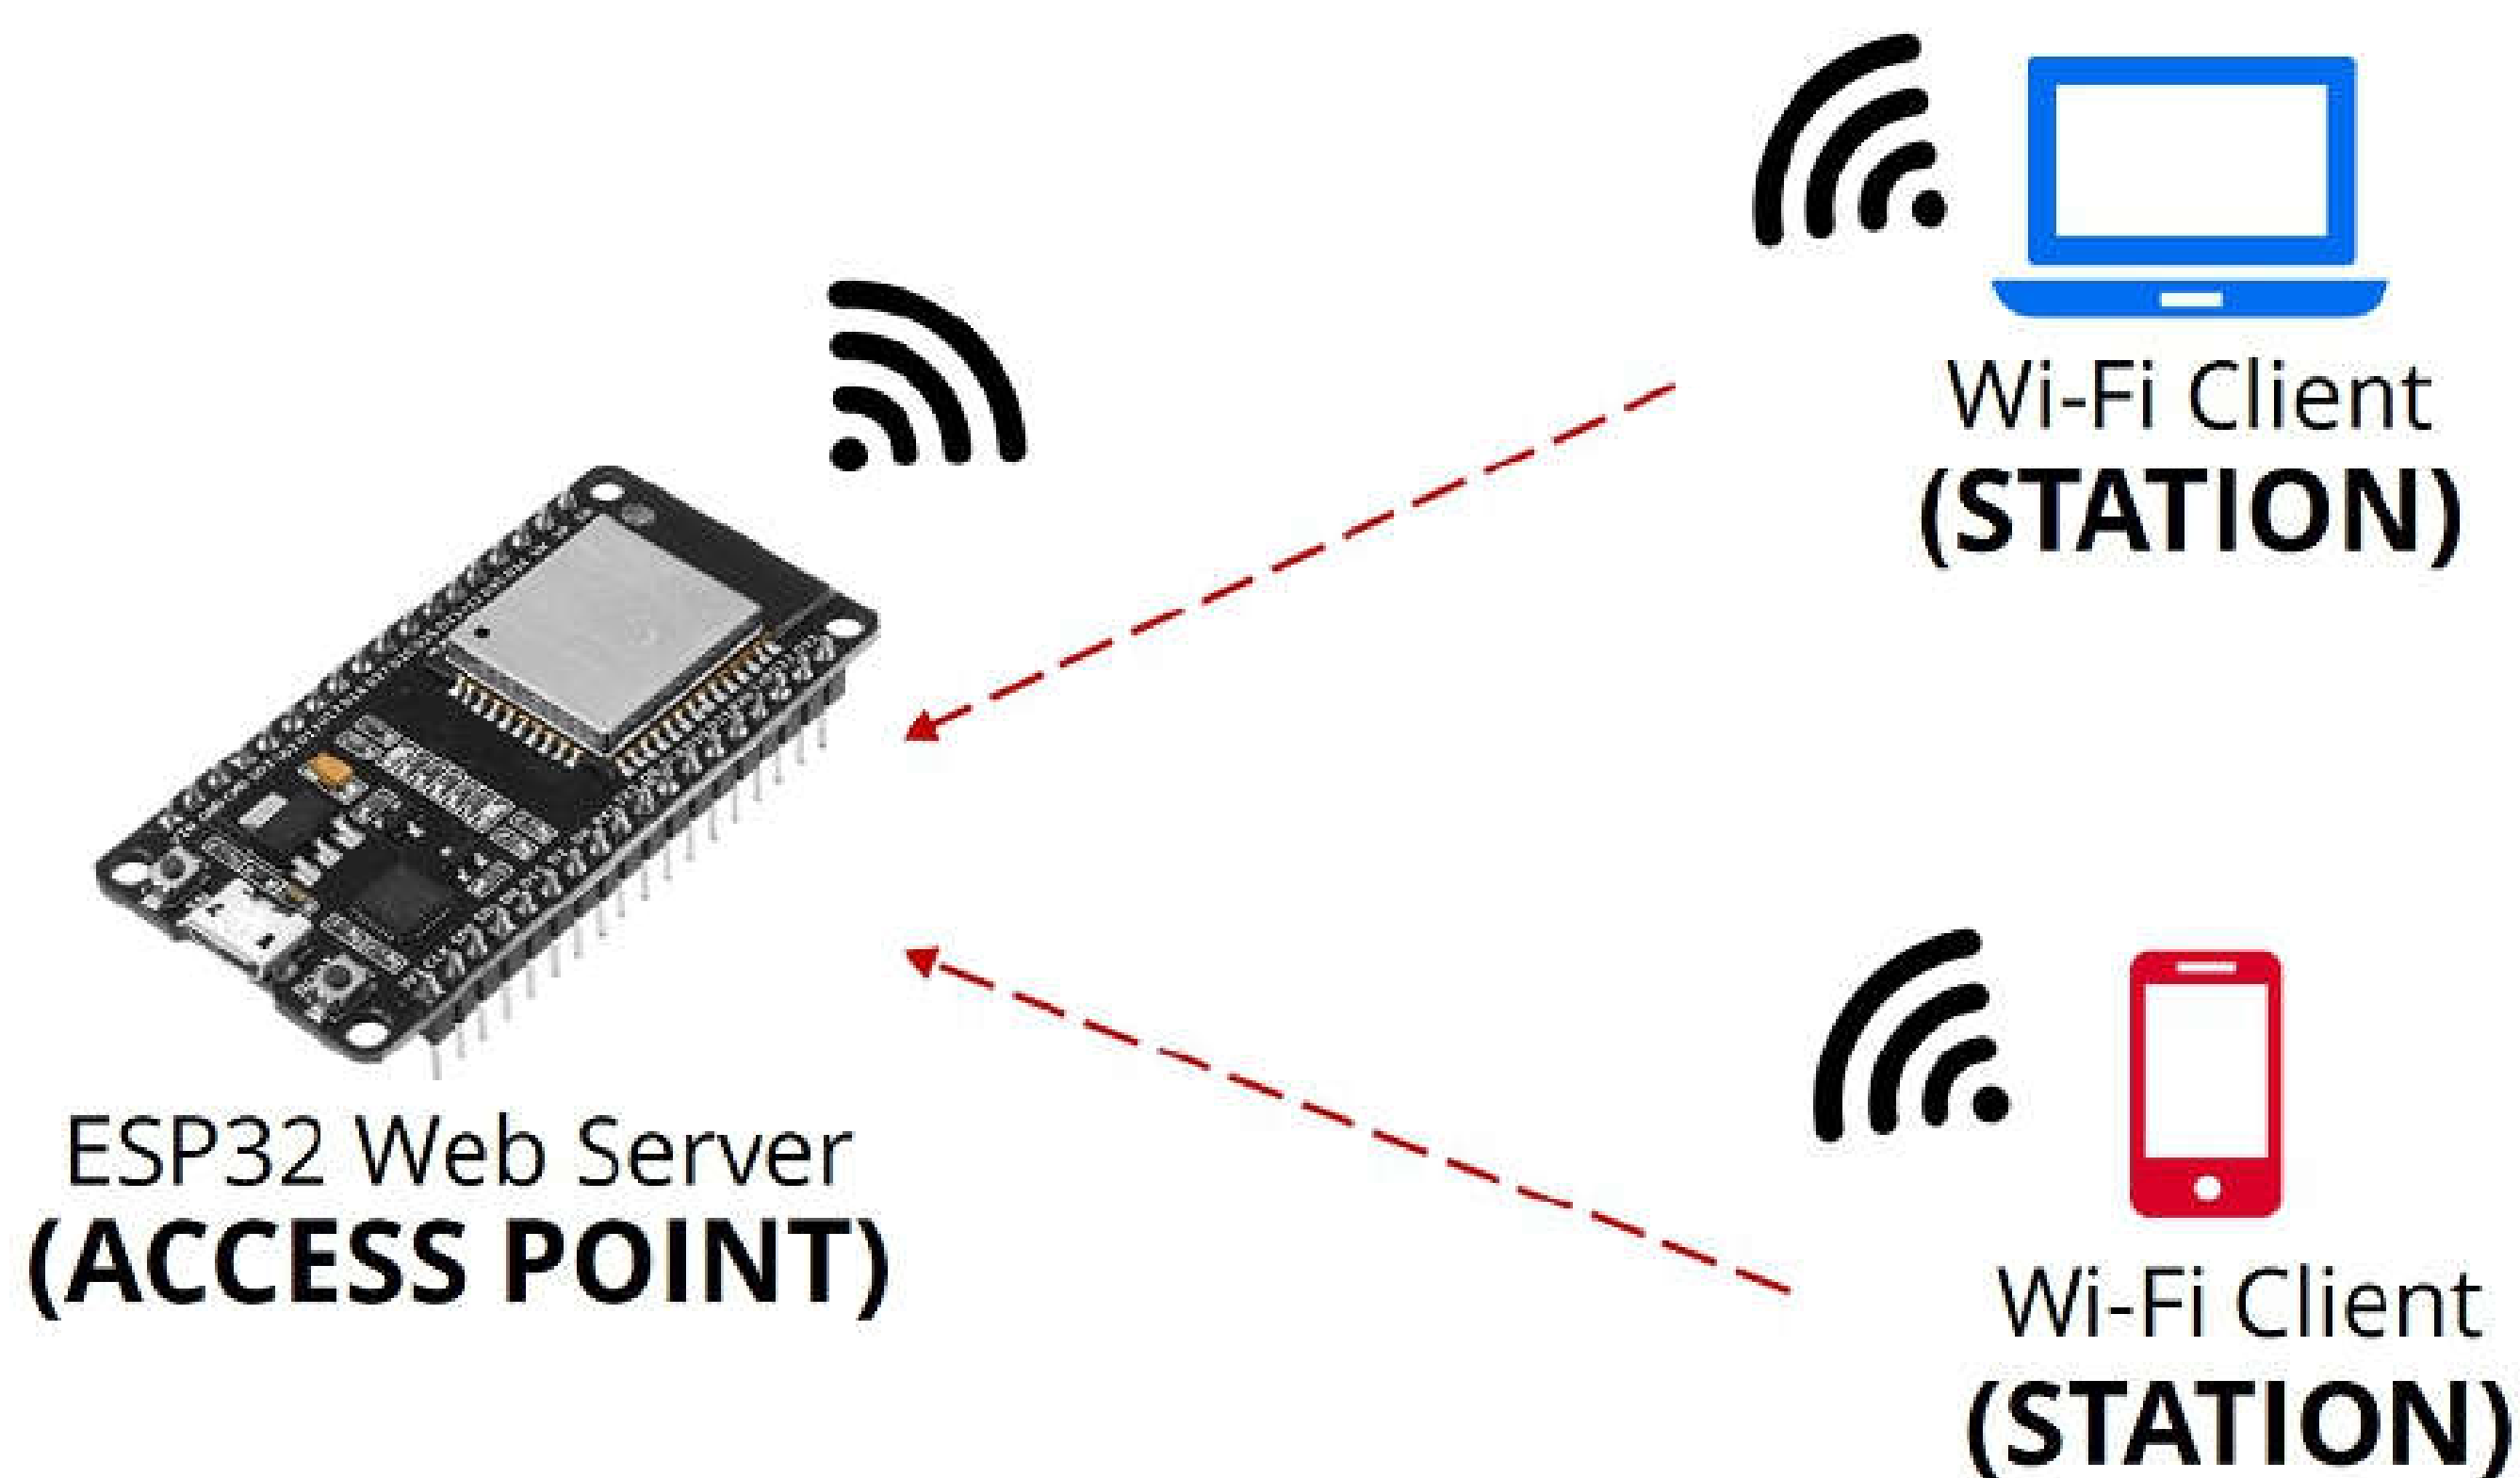 Wi-Fi Client
(STATION)
ESP32 Web Server
(ACCESS POINT)
Wi-Fi Client
(STATION)